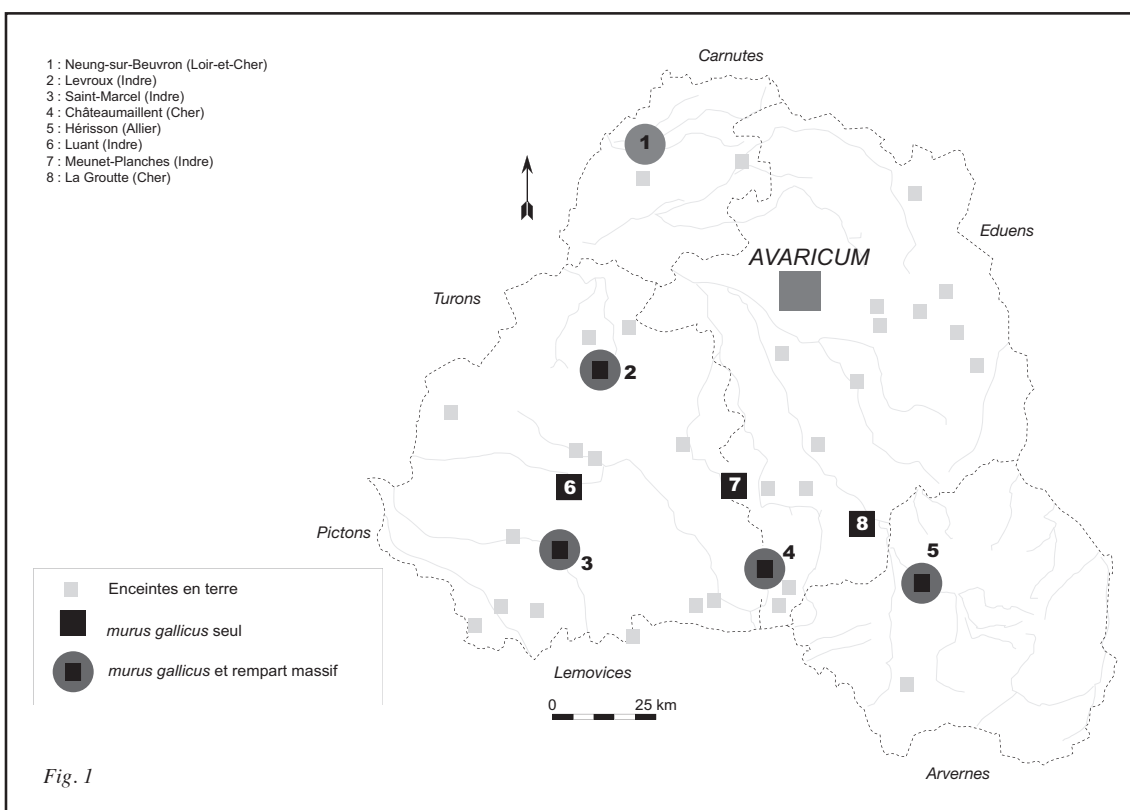 1 : Neung-sur-Beuvron (Loir-et-Cher)
2 : Levroux (Indre)
3 : Saint-Marcel (Indre)
4 : Châteaumaillent (Cher)
5 : Hérisson (Allier)
6 : Luant (Indre)
7 : Meunet-Planches (Indre)
8 : La Groutte (Cher)
Carnutes
1
Eduens
AVARICUM
Turons
2
6
7
8
Pictons
3
4
5
Enceintes en terre
murus gallicus seul
murus gallicus et rempart massif
Lemovices
0 25 km
Arvernes
Fig. 1